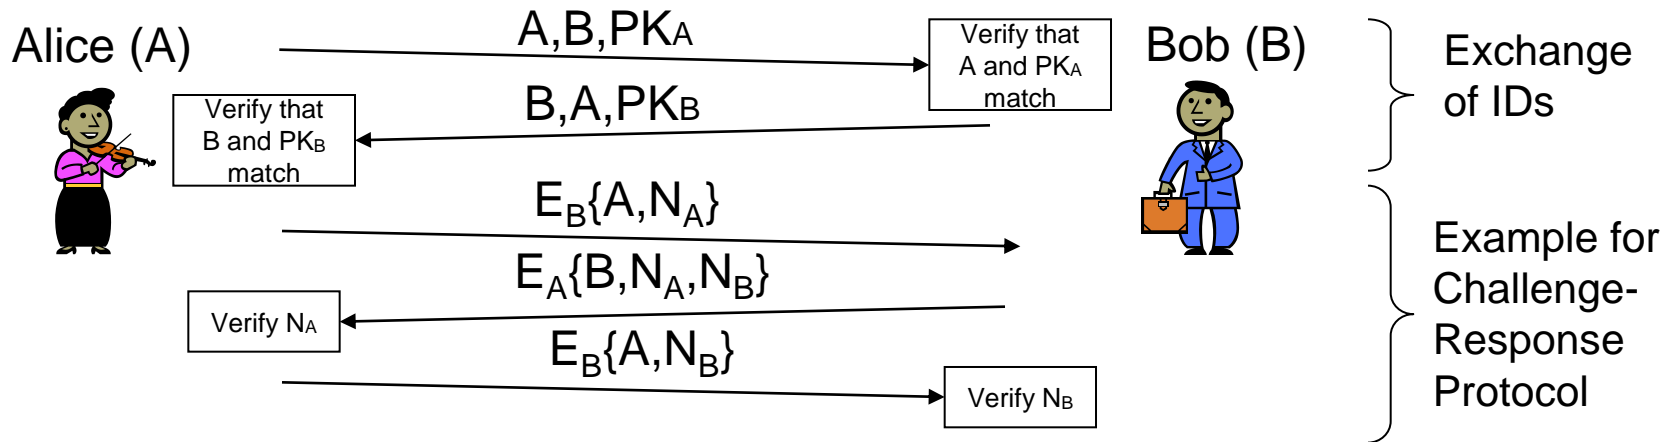 Alice (A)
A,B,PKA
Verify that
A and PKA
match
Bob (B)
Exchange
of IDs
Verify that
B and PKB
match
B,A,PKB
EB{A,NA}
EA{B,NA,NB}
Verify NA
EB{A,NB}
Verify NB
Example for
Challenge-
Response
Protocol